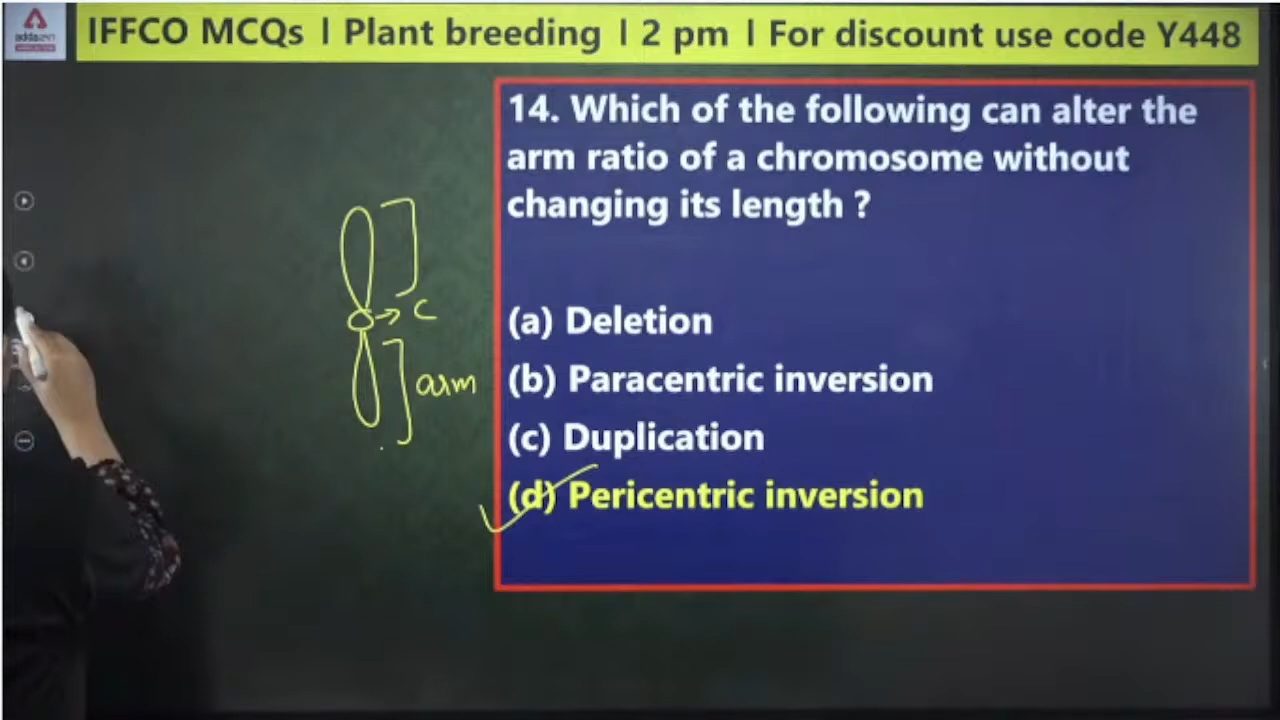 adda247
IFFCO MCQs I Plant breeding I 2 pm I For discount use code Y448
14. Which of the following can alter the
arm ratio of a chromosome without
changing its length ?
(a) Deletion
(b) Paracentric inversion
(c) Duplication
(d) Pericentric inversion
C
arm